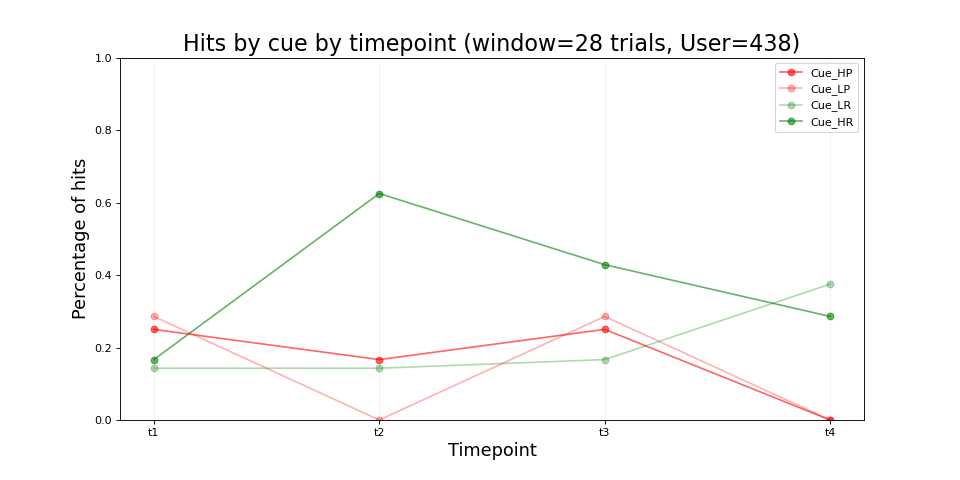 Hits by cue by timepoint (window=28 trials, User=438)
Cue_HP
Cue_LP
Cue_LR
Cue_HR
Percentage of hits
1.0
0.8
0.6
0.4
0.2
0.0
t1 t2 t3 t4
Timepoint